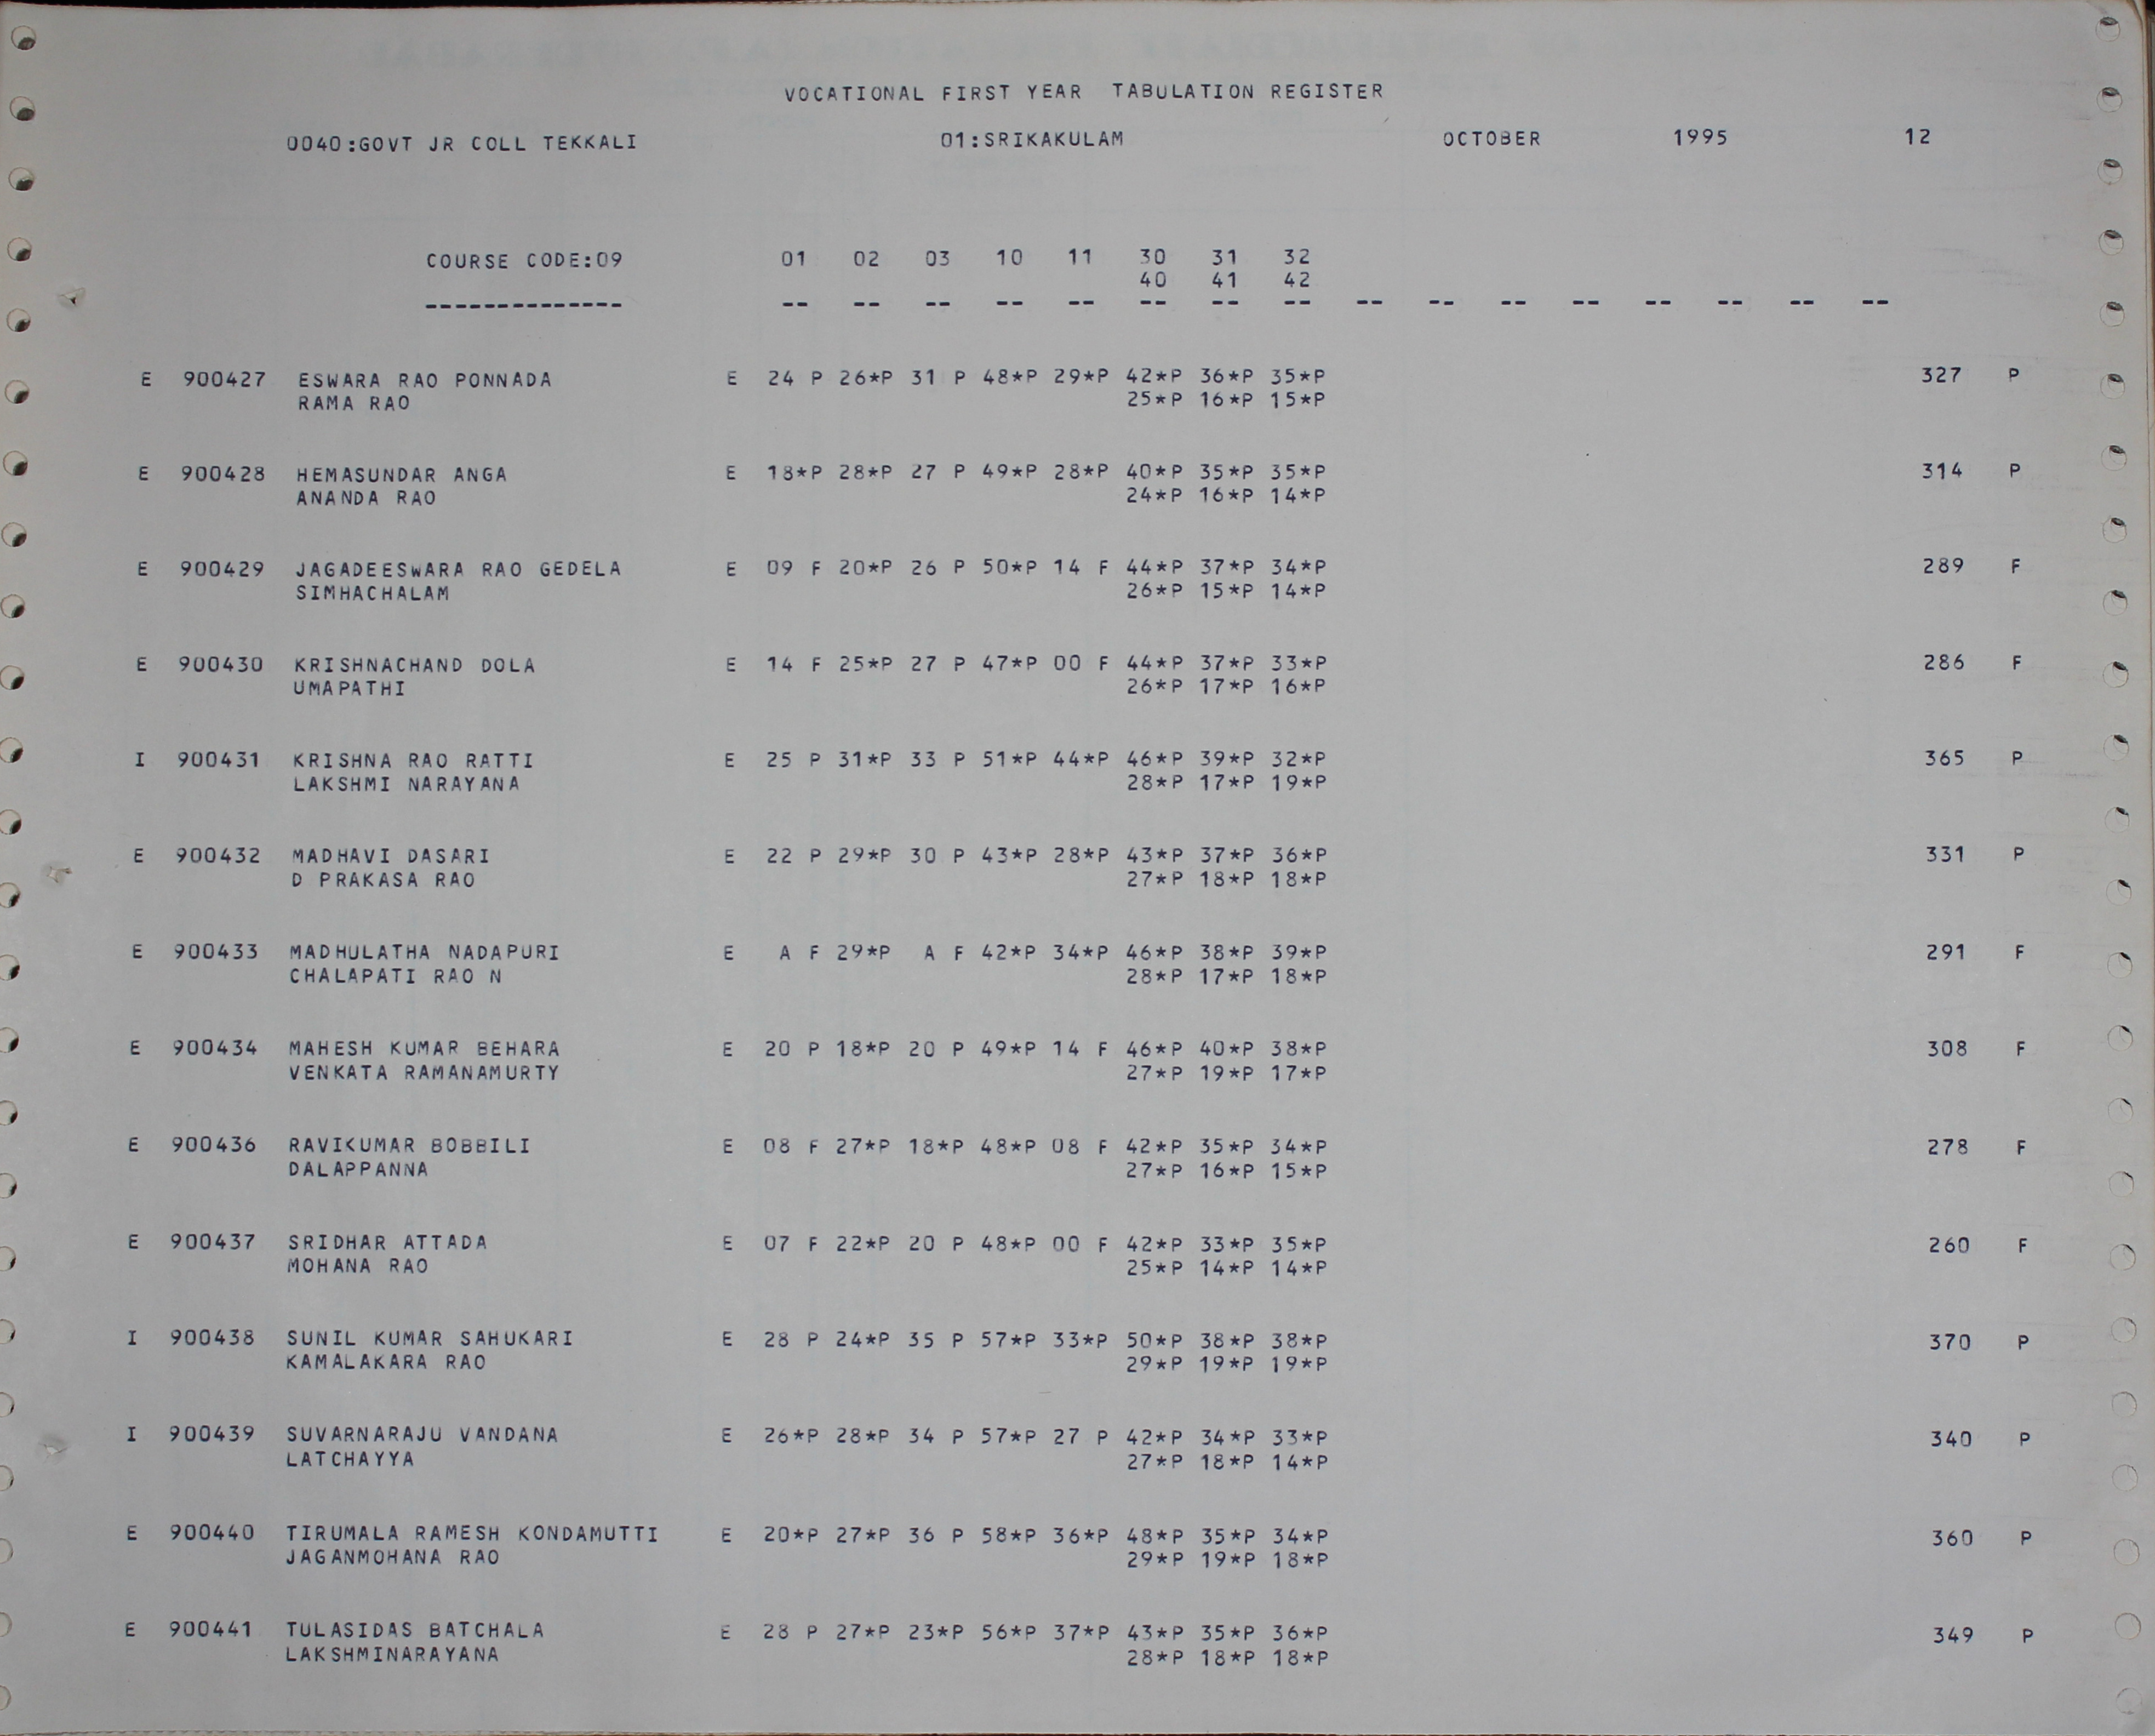 VOCATIONAL FIRST YEAR TABULATION REGISTER
0040:GOVT JR COLL TEKKALI 01:SRIKAKULAM OCTOBER 1995 12
COURSE CODE:09 01 02 03 10 11 30 31 32
40 41 42
-------------- -- -- -- -- -- -- -- -- -- -- -- -- -- -- -- --
E 900427 ESWARA RAO PONNADA E 24 P 26*P 31 P 48*P 29*P 42*P 36*P 35*P 327 P
RAMA RAO 25*P 16*P 15*P
E 900428 HEMASUNDAR ANGA E 18*P 28*P 27 P 49*P 28*P 40*P 35*P 35*P 314 P
ANANDA RAO 24*P 16*P 14*P
E 900429 JAGADEESWARA RAO GEDELA E 09 F 20*P 26 P 50*P 14 F 44*P 37*P 34*P 289 F
SIMHACHALAM 26*P 15*P 14*P
E 900430 KRISHNACHAND DOLA E 14 F 25*P 27 P 47*P 00 F 44*P 37*P 33*P 286 F
UMAPATHI 26*P 17*P 16*P
I 900431 KRISHNA RAO RATTI E 25 P 31*P 33 P 51*P 44*P 46*P 39*P 32*P 365 P
LAKSHMI NARAYANA 28*P 17*P 19*P
E 900432 MADHAVI DASARI E 22 P 29*P 30 P 43*P 28*P 43*P 37*P 36*P 331 P
D PRAKASA RAO 27*P 18*P 18*P
E 900433 MADHULATHA NADAPURI E A F 29*P A F 42*P 34*P 46*P 38*P 39*P 291 F
CHALAPATI RAO N 28*P 17*P 18*P
E 900434 MAHESH KUMAR BEHARA E 20 P 18*P 20 P 49*P 14 F 46*P 40*P 38*P 308 F
VENKATA RAMANAMURTY 27*P 19*P 17*P
E 900436 RAVIKUMAR BOBBILI E 08 F 27*P 18*P 48*P 08 F 42*P 35*P 34*P 278 F
DALAPPANNA 27*P 16*P 15*P
E 900437 SRIDHAR ATTADA E 07 F 22*P 20 P 48*P 00 F 42*P 33*P 35*P 260 F
MOHANA RAO 25*P 14*P 14*P
I 900438 SUNIL KUMAR SAHUKARI E 28 P 24*P 35 P 57*P 33*P 50*P 38*P 38*P 370 P
KAMALAKARA RAO 29*P 19*P 19*P
I 900439 SUVARNARAJU VANDANA E 26*P 28*P 34 P 57*P 27 P 42*P 34*P 33*P 340 P
LATCHAYYA 27*P 18*P 14*P
E 900440 TIRUMALA RAMESH KONDAMUTTI E 20*P 27*P 36 P 58*P 36*P 48*P 35*P 34*P 360 P
JAGANMOHANA RAO 29*P 19*P 18*P
E 900441 TULASIDAS BATCHALA E 28 P 27*P 23*P 56*P 37*P 43*P 35*P 36*P 349 P
LAKSHMINARAYANA 28*P 18*P 18*P